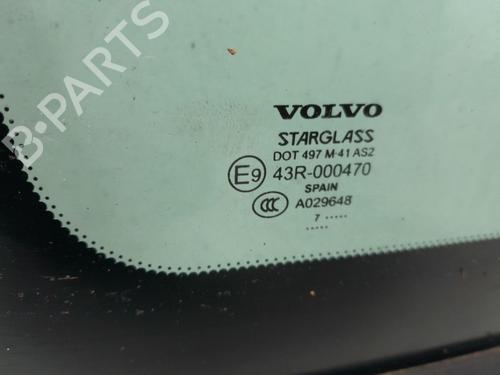 VOLVO
STARGLASS
DOT 497 M-41 AS2
E9 43R-000470
SPAIN
CCC A029648
7 ·····
·····
B-PARTS